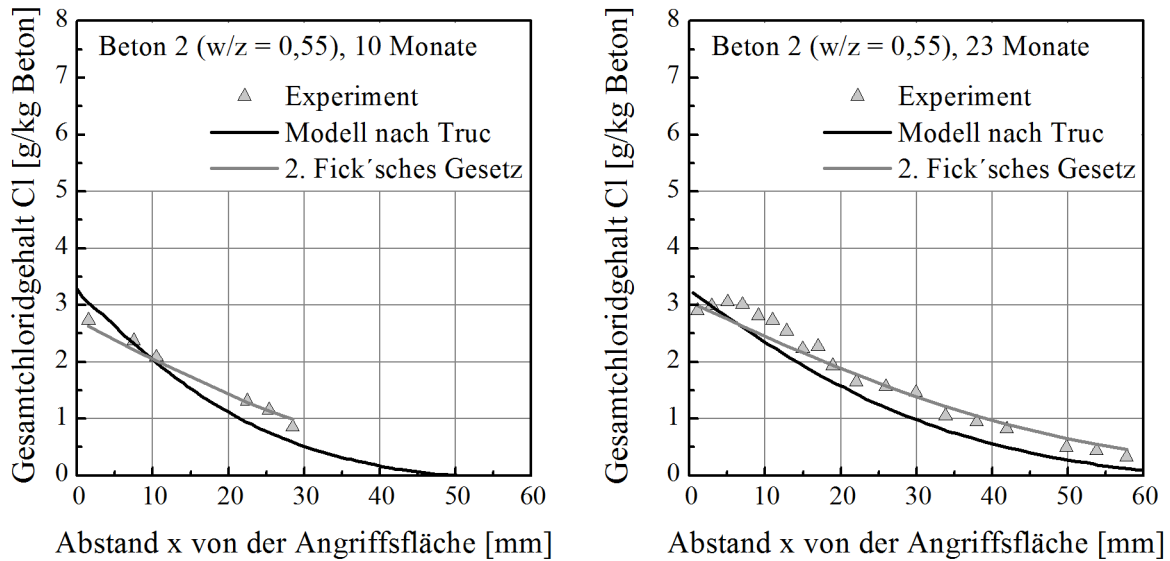 Beton 2 (w/z = 0,55), 10 Monate
Experiment
Modell nach Truc
2. Fick´sches Gesetz
Gesamtchloridgehalt Cl [g/kg Beton]
8
7
6
5
4
3
2
1
0
0 10 20 30 40 50 60
Abstand x von der Angriffsfläche [mm]
Beton 2 (w/z = 0,55), 23 Monate
Experiment
Modell nach Truc
2. Fick´sches Gesetz
Gesamtchloridgehalt Cl [g/kg Beton]
8
7
6
5
4
3
2
1
0
0 10 20 30 40 50 60
Abstand x von der Angriffsfläche [mm]